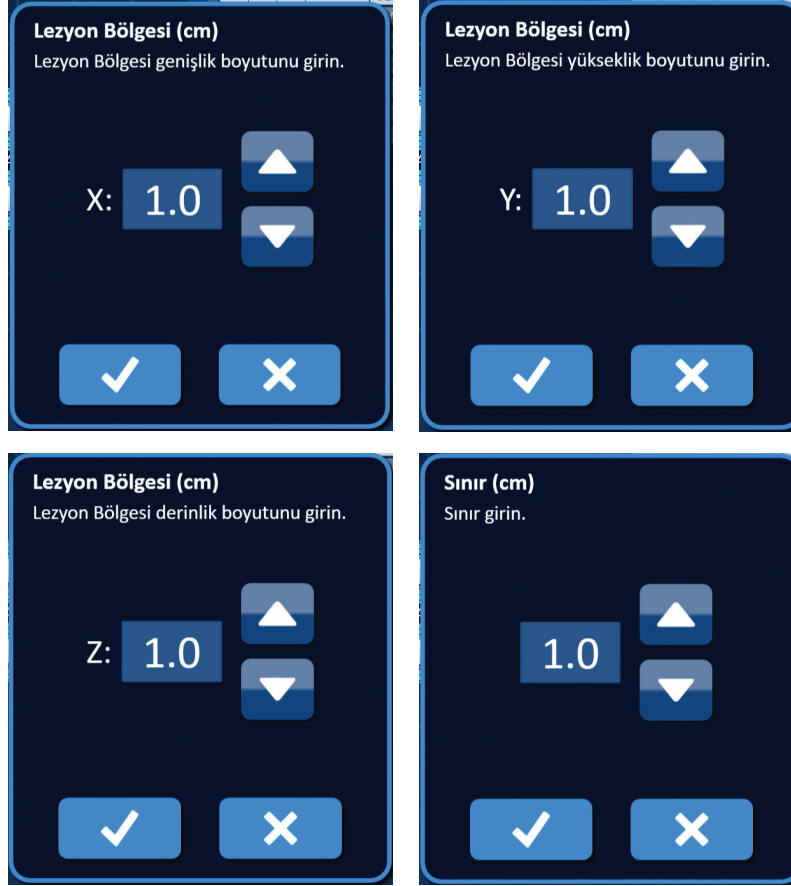 Lezyon Bölgesi (cm)
Lezyon Bölgesi genişlik boyutunu girin.
X: 1.0
Lezyon Bölgesi (cm)
Lezyon Bölgesi yükseklik boyutunu girin.
Y: 1.0
Lezyon Bölgesi (cm)
Lezyon Bölgesi derinlik boyutunu girin.
Z: 1.0
Sınır (cm)
Sınır girin.
1.0